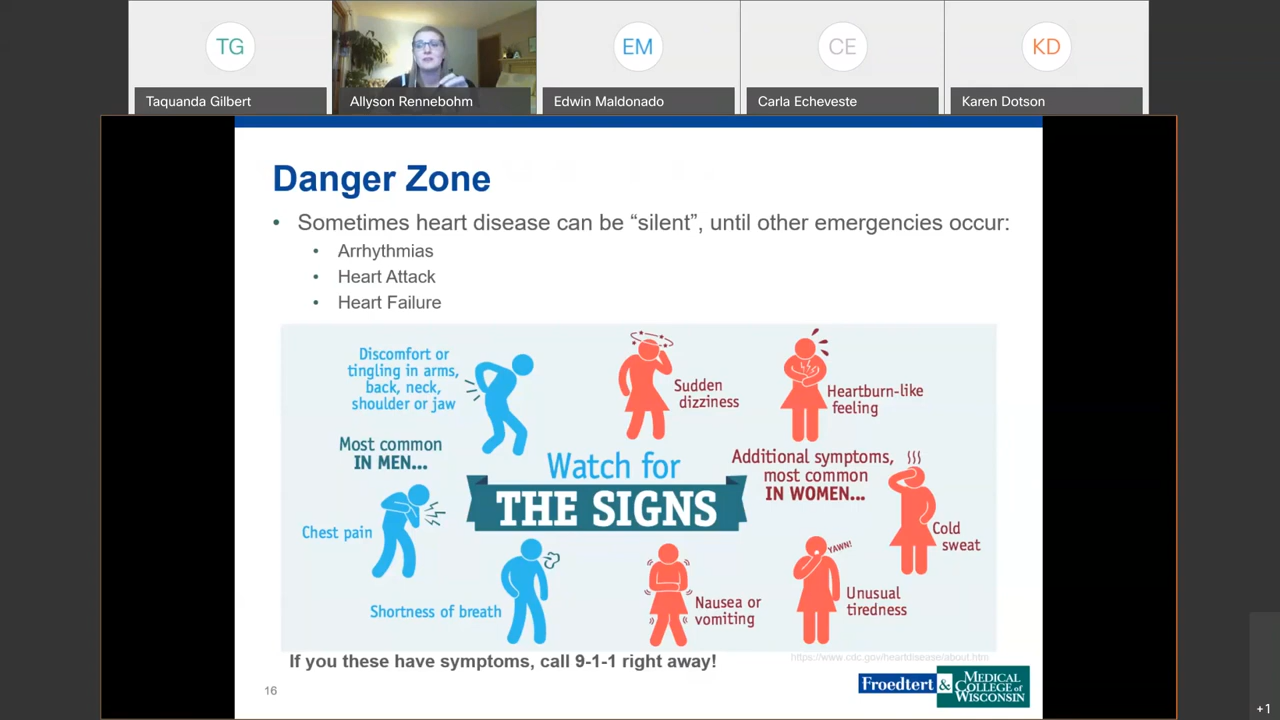 TG
EM
CE
KD
Taquanda Gilbert
Allyson Rennebohm
Edwin Maldonado
Carla Echeveste
Karen Dotson
Danger Zone
• Sometimes heart disease can be “silent”, until other emergencies occur:
• Arrhythmias
• Heart Attack
• Heart Failure
Discomfort or
tingling in arms,
back, neck,
shoulder or jaw
Sudden
dizziness
Heartburn-like
feeling
Most common
IN MEN...
Watch for
THE SIGNS
Additional symptoms,
most common
IN WOMEN...
Chest pain
Cold
sweat
Shortness of breath
Nausea or
vomiting
YAWN!
Unusual
tiredness
If you these have symptoms, call 9-1-1 right away!
https://www.cdc.gov/heartdisease/about.htm
16
Froedtert & MEDICAL
COLLEGE of
WISCONSIN
+1